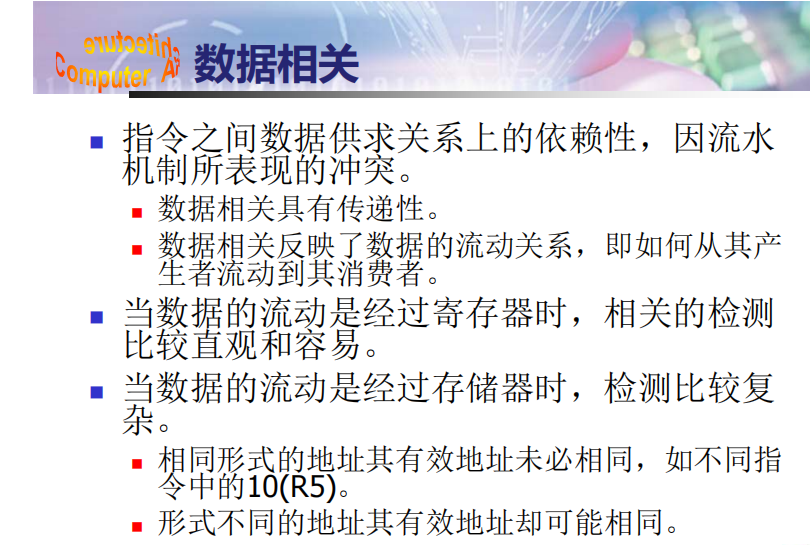 Computer Architecture
数据相关
指令之间数据供求关系上的依赖性，因流水
机制所表现的冲突。
数据相关具有传递性。
数据相关反映了数据的流动关系，即如何从其产
生者流动到其消费者。
当数据的流动是经过寄存器时，相关的检测
比较直观和容易。
当数据的流动是经过存储器时，检测比较复
杂。
相同形式的地址其有效地址未必相同，如不同指
令中的10(R5)。
形式不同的地址其有效地址却可能相同。